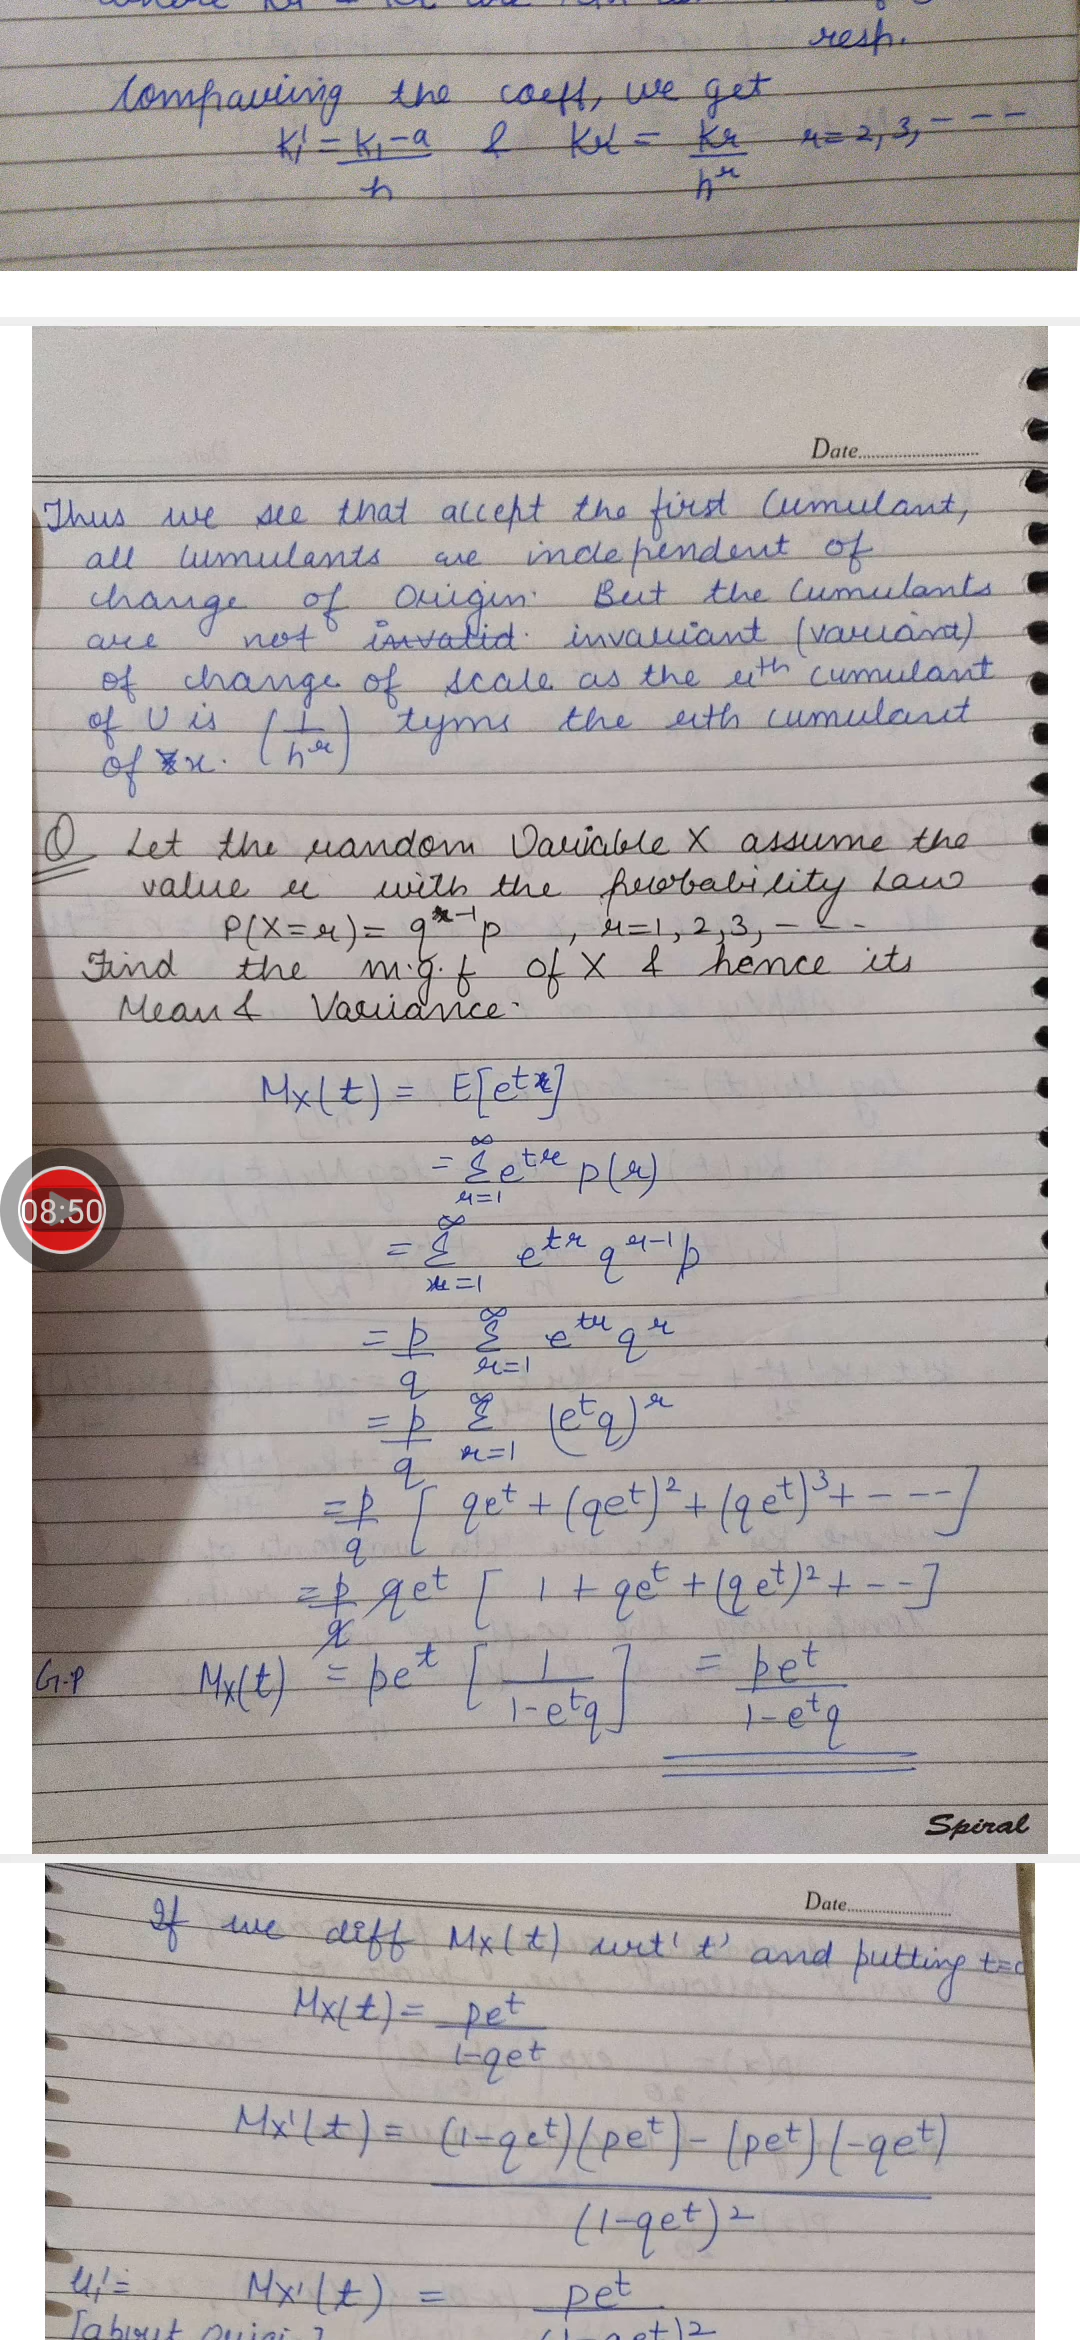 resp.
Comparing the coeff, we get
K₁' = K₁-a / h & Kr' = Kr / h^r r=2,3,---
Date
Thus we see that accept the first Cumulant,
all cumulants are independent of
change of Origin. But the Cumulants
are not invalid. invariant (variant)
of change of scale as the rth cumulant
of U is (1/h^r) tyms the rth cumulant
of x.
Q Let the random Variable X assume the
value r with the probability Law
P(X=r) = q^r-1 p , r=1,2,3,---
Find the m.g.f of X & hence its
Mean & Variance.
Mx(t) = E[e^tx]
= Σ_{r=1}^∞ e^tr p(r)
= Σ_{r=1}^∞ e^tr q^r-1 p
= p/q Σ_{r=1}^∞ e^tr q^r
= p/q Σ_{r=1}^∞ (e^t q)^r
08:50
= p/q [ qe^t + (qe^t)^2 + (qe^t)^3 + --- ]
= p/q qe^t [ 1 + qe^t + (qe^t)^2 + -- ]
G.P Mx(t) = pe^t [ 1 / 1-e^t q ] = pe^t / 1-e^t q
Spiral
Date
If we diff Mx(t) wrt 't' and putting t=
Mx(t) = pe^t / 1-qe^t
Mx'(t) = (1-qe^t)(pe^t) - (pe^t)(-qe^t) / (1-qe^t)^2
μ₁' = Mx'(t) = pe^t / (1-qe^t)^2
[about